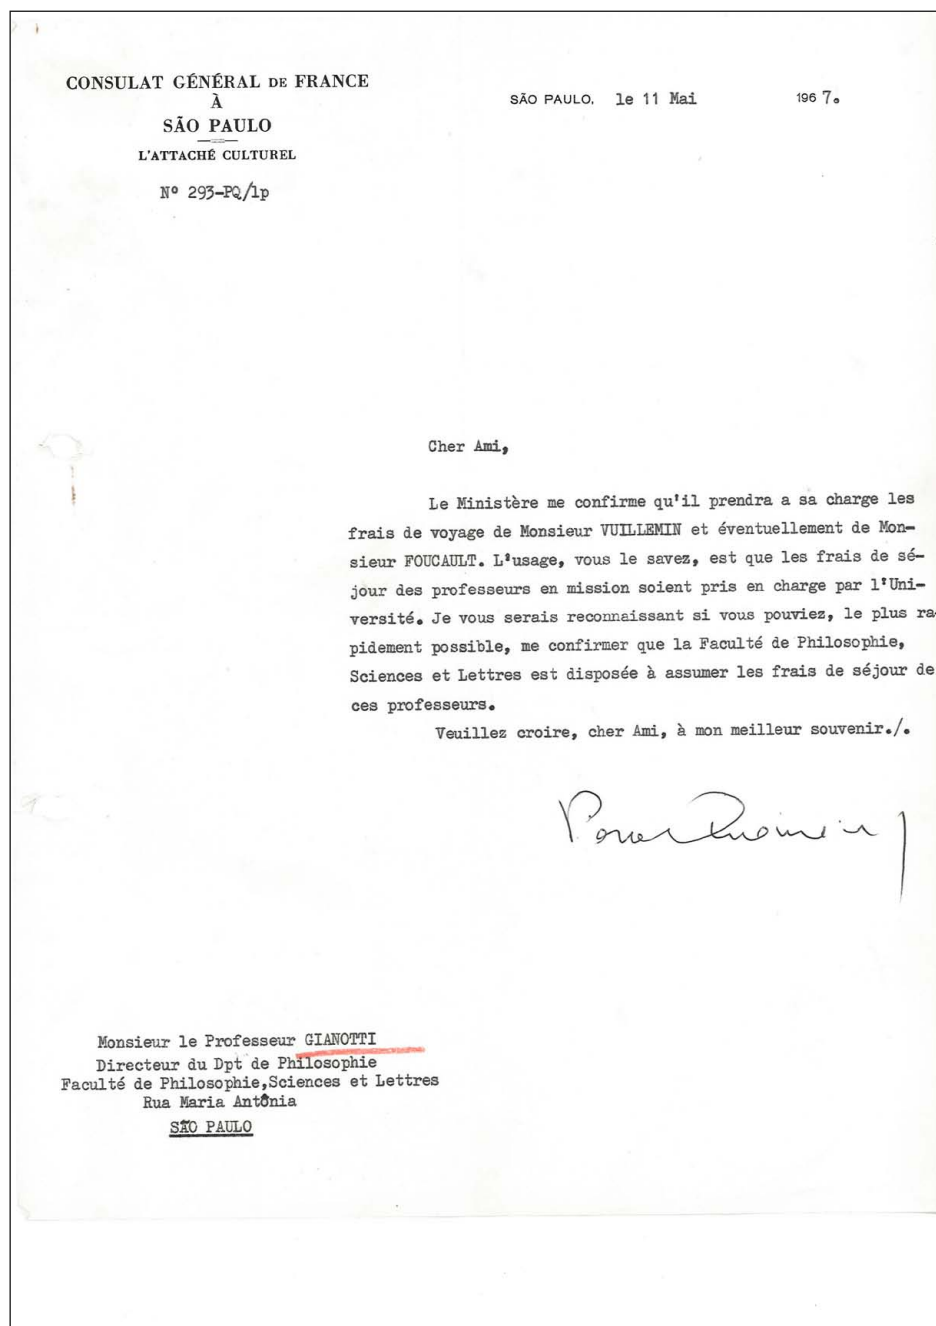 CONSULAT GÉNÉRAL DE FRANCE
À
SÃO PAULO
L'ATTACHÉ CULTUREL
Nº 293-PQ/lp
SÃO PAULO, le 11 Mai 1967.
Cher Ami,
Le Ministère me confirme qu'il prendra a sa charge les
frais de voyage de Monsieur VUILLEMIN et éventuellement de Mon-
sieur FOUCAULT. L'usage, vous le savez, est que les frais de sé-
jour des professeurs en mission soient pris en charge par l'Uni-
versité. Je vous serais reconnaissant si vous pouviez, le plus ra-
pidement possible, me confirmer que la Faculté de Philosophie,
Sciences et Lettres est disposée à assumer les frais de séjour de
ces professeurs.
Veuillez croire, cher Ami, à mon meilleur souvenir./.
Monsieur le Professeur GIANOTTI
Directeur du Dpt de Philosophie
Faculté de Philosophie,Sciences et Lettres
Rua Maria Antônia
SÃO PAULO